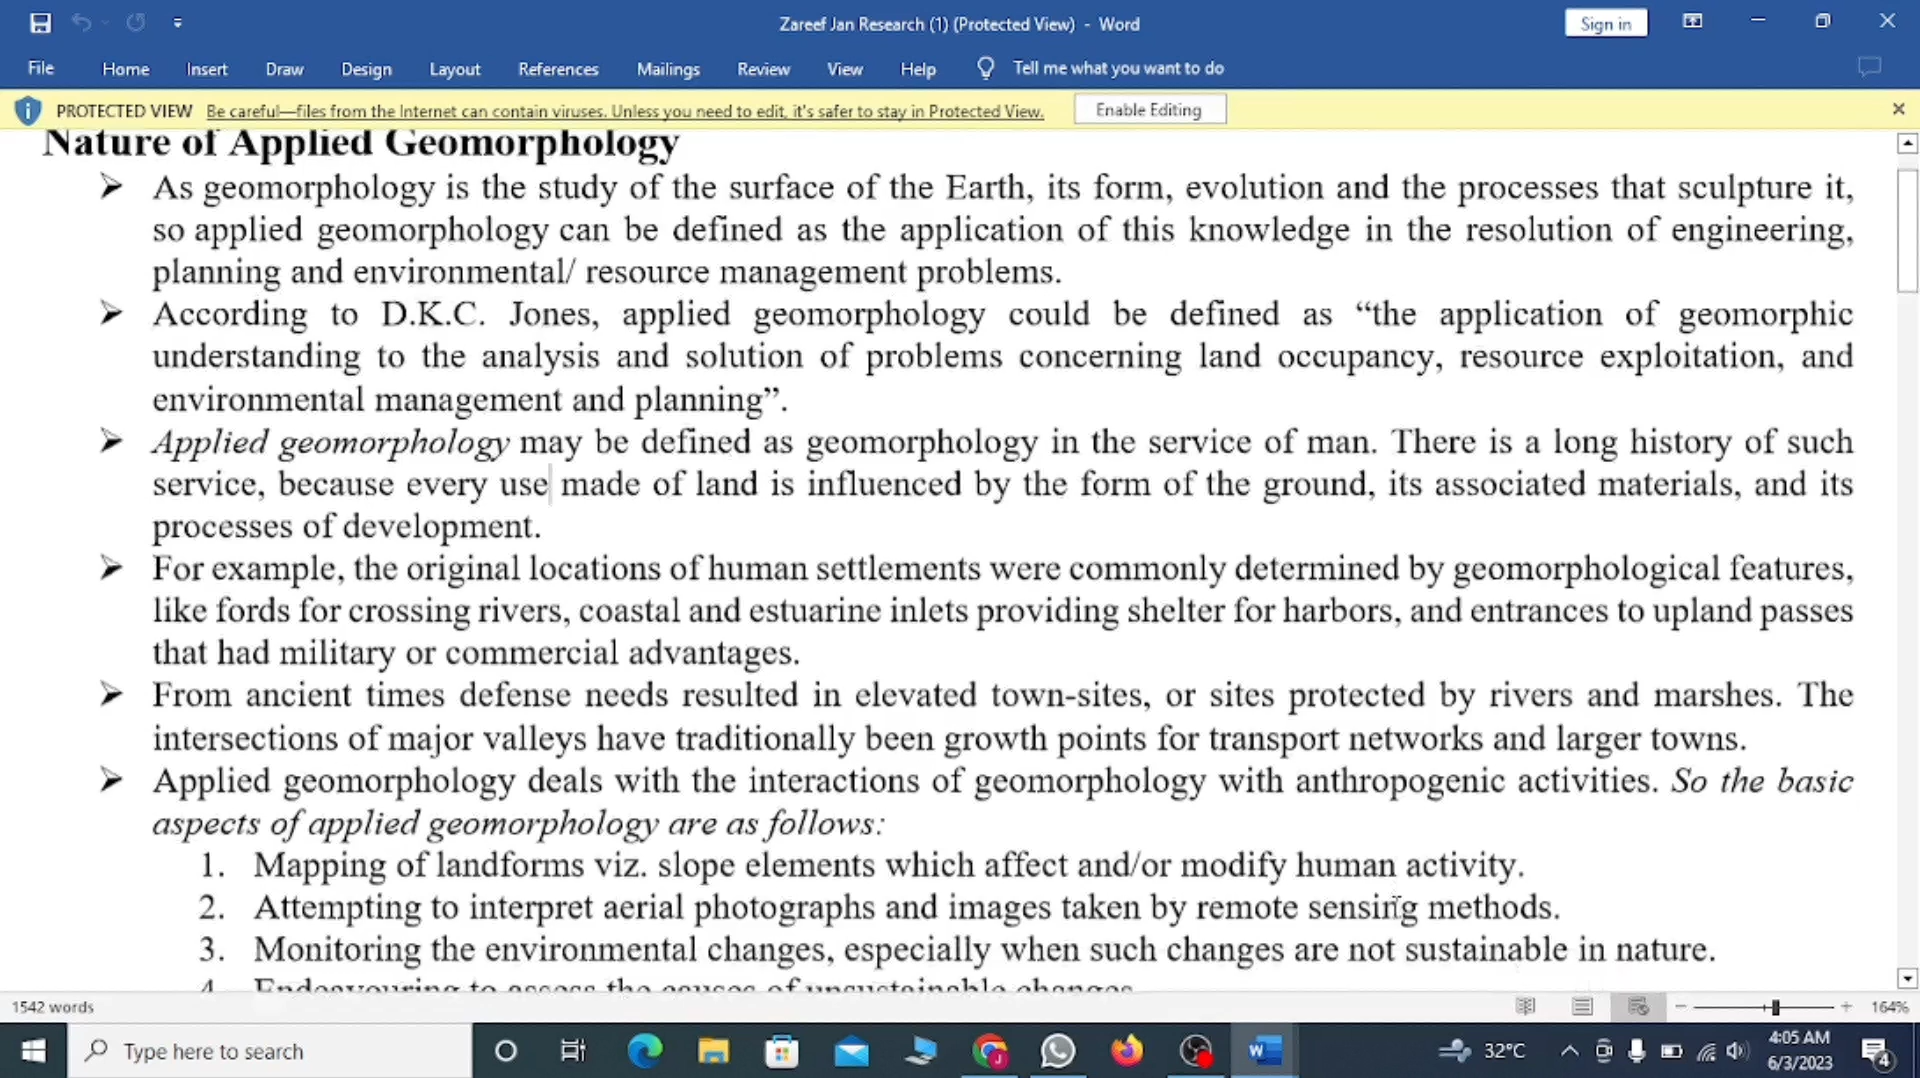 Zareef Jan Research (1) (Protected View) - Word
Sign in
File Home Insert Draw Design Layout References Mailings Review View Help Tell me what you want to do
PROTECTED VIEW Be careful—files from the Internet can contain viruses. Unless you need to edit, it's safer to stay in Protected View. Enable Editing
Nature of Applied Geomorphology
➢ As geomorphology is the study of the surface of the Earth, its form, evolution and the processes that sculpture it,
so applied geomorphology can be defined as the application of this knowledge in the resolution of engineering,
planning and environmental/ resource management problems.
➢ According to D.K.C. Jones, applied geomorphology could be defined as “the application of geomorphic
understanding to the analysis and solution of problems concerning land occupancy, resource exploitation, and
environmental management and planning”.
➢ Applied geomorphology may be defined as geomorphology in the service of man. There is a long history of such
service, because every use made of land is influenced by the form of the ground, its associated materials, and its
processes of development.
➢ For example, the original locations of human settlements were commonly determined by geomorphological features,
like fords for crossing rivers, coastal and estuarine inlets providing shelter for harbors, and entrances to upland passes
that had military or commercial advantages.
➢ From ancient times defense needs resulted in elevated town-sites, or sites protected by rivers and marshes. The
intersections of major valleys have traditionally been growth points for transport networks and larger towns.
➢ Applied geomorphology deals with the interactions of geomorphology with anthropogenic activities. So the basic
aspects of applied geomorphology are as follows:
1. Mapping of landforms viz. slope elements which affect and/or modify human activity.
2. Attempting to interpret aerial photographs and images taken by remote sensing methods.
3. Monitoring the environmental changes, especially when such changes are not sustainable in nature.
4. Endeavouring to assess the causes of unsustainable changes.
1542 words
164%
Type here to search
32°C
4:05 AM
6/3/2023
4